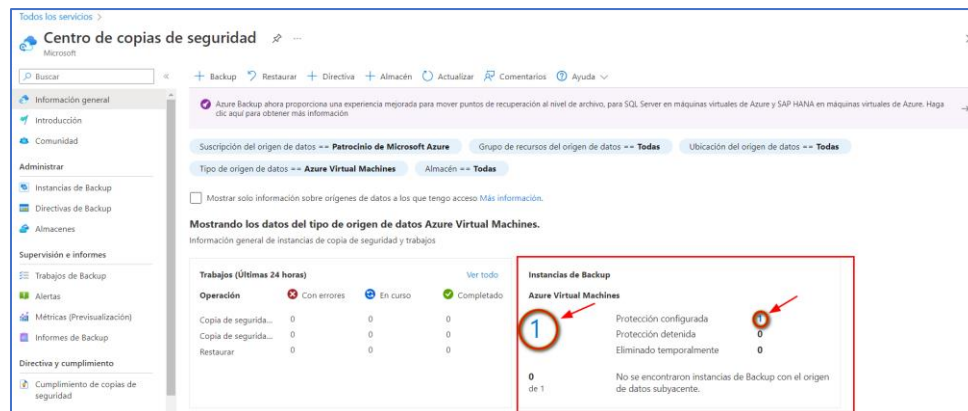 Todos los servicios >
Centro de copias de seguridad
Microsoft
Buscar
Backup Restaurar Directiva Almacén Actualizar Comentarios Ayuda
Información general
Introducción
Comunidad
Administrar
Instancias de Backup
Directivas de Backup
Almacenes
Supervisión e informes
Trabajos de Backup
Alertas
Métricas (Previsualización)
Informes de Backup
Directiva y cumplimiento
Cumplimiento de copias de
seguridad
Azure Backup ahora proporciona una experiencia mejorada para mover puntos de recuperación al nivel de archivo, para SQL Server en máquinas virtuales de Azure y SAP HANA en máquinas virtuales de Azure. Haga
clic aquí para obtener más información
Suscripción del origen de datos == Patrocinio de Microsoft Azure Grupo de recursos del origen de datos == Todas Ubicación del origen de datos == Todas
Tipo de origen de datos == Azure Virtual Machines Almacén == Todas
Mostrar solo información sobre orígenes de datos a los que tengo acceso Más información.
Mostrando los datos del tipo de origen de datos Azure Virtual Machines.
Información general de instancias de copia de seguridad y trabajos
Trabajos (Últimas 24 horas) Ver todo
Operación Con errores En curso Completado
Copia de segurida... 0 0 0
Copia de segurida... 0 0 0
Restaurar 0 0 0
Instancias de Backup
Azure Virtual Machines
1
Protección configurada 1
Protección detenida 0
Eliminado temporalmente 0
0
de 1
No se encontraron instancias de Backup con el origen
de datos subyacente.